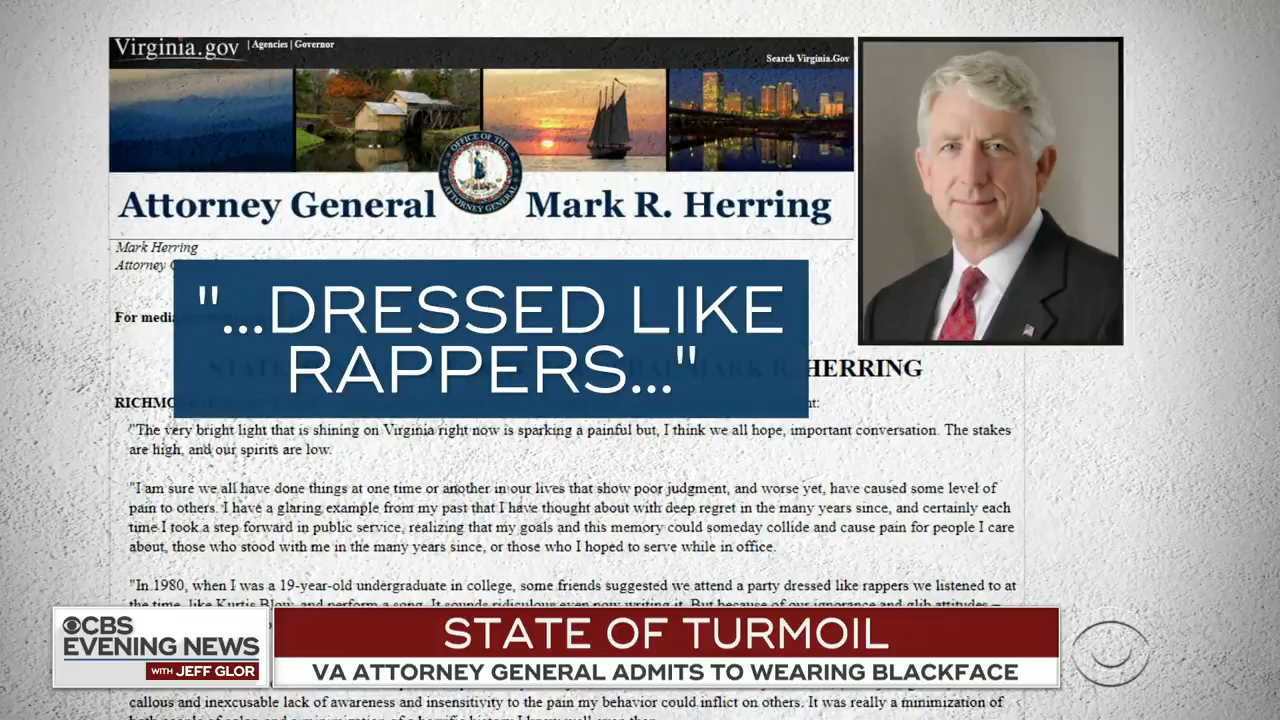 Virginia.gov | Agencies | Governor
Search Virginia.Gov
OFFICE OF THE
ATTORNEY GENERAL
Attorney General Mark R. Herring
Mark Herring
Attorney
"...DRESSED LIKE
RAPPERS..."
For media
HERRING
"The very bright light that is shining on Virginia right now is sparking a painful but, I think we all hope, important conversation. The stakes
are high, and our spirits are low.
"I am sure we all have done things at one time or another in our lives that show poor judgment, and worse yet, have caused some level of
pain to others. I have a glaring example from my past that I have thought about with deep regret in the many years since, and certainly each
time I took a step forward in public service, realizing that my goals and this memory could someday collide and cause pain for people I care
about, those who stood with me in the many years since, or those who I hoped to serve while in office.
"In 1980, when I was a 19-year-old undergraduate in college, some friends suggested we attend a party dressed like rappers we listened to at
the time, like Kurtis Blow, and perform a song. It sounds ridiculous even now writing it. But because of our ignorance and glib attitudes –
CBS
EVENING NEWS
WITH JEFF GLOR
STATE OF TURMOIL
VA ATTORNEY GENERAL ADMITS TO WEARING BLACKFACE
callous and inexcusable lack of awareness and insensitivity to the pain my behavior could inflict on others. It was really a minimization of